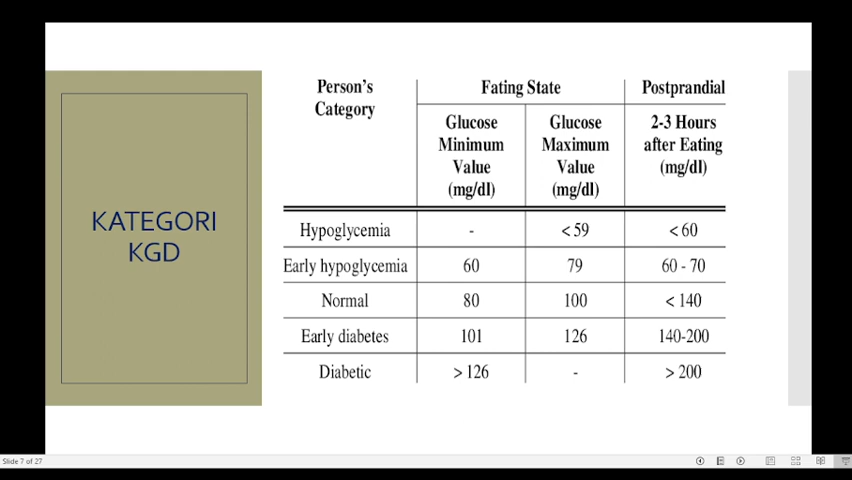 KATEGORI
KGD
Person's
Category
Fating State
Postprandial
Glucose
Minimum
Value
(mg/dl)
Glucose
Maximum
Value
(mg/dl)
2-3 Hours
after Eating
(mg/dl)
Hypoglycemia - < 59 < 60
Early hypoglycemia 60 79 60 - 70
Normal 80 100 < 140
Early diabetes 101 126 140-200
Diabetic > 126 - > 200
Slide 7 of 27